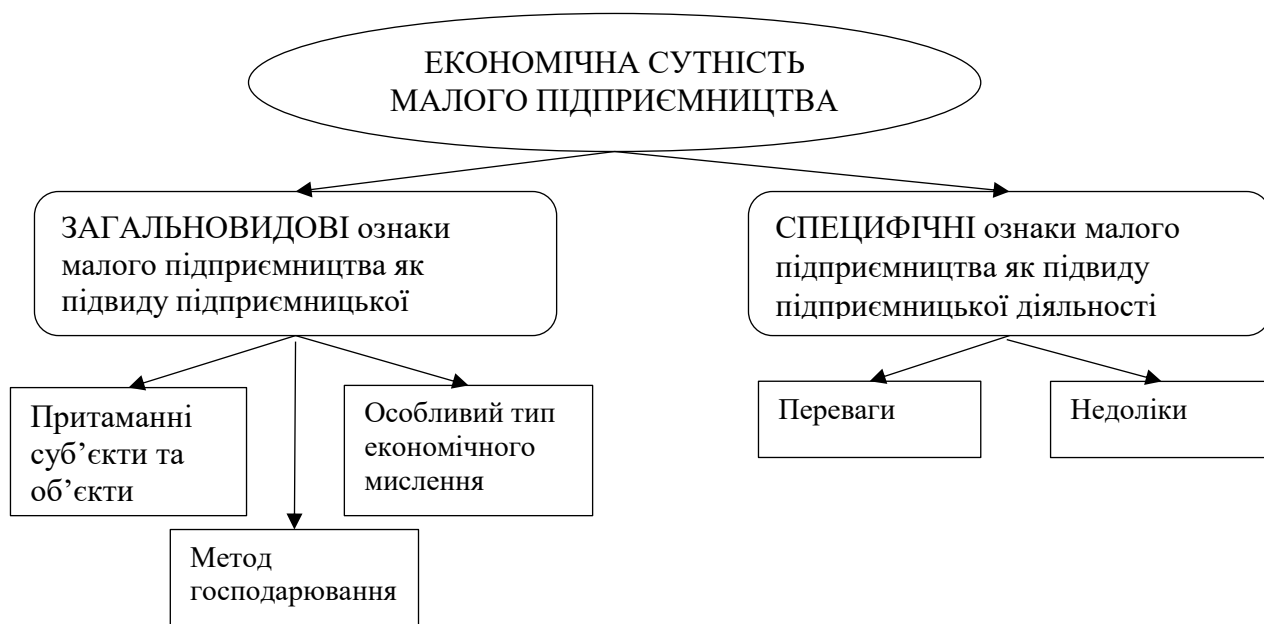 ЕКОНОМІЧНА СУТНІСТЬ
МАЛОГО ПІДПРИЄМНИЦТВА
ЗАГАЛЬНОВИДОВІ ознаки
малого підприємництва як
підвиду підприємницької
СПЕЦИФІЧНІ ознаки малого
підприємництва як підвиду
підприємницької діяльності
Притаманні
суб’єкти та
об’єкти
Особливий тип
економічного
мислення
Метод
господарювання
Переваги
Недоліки